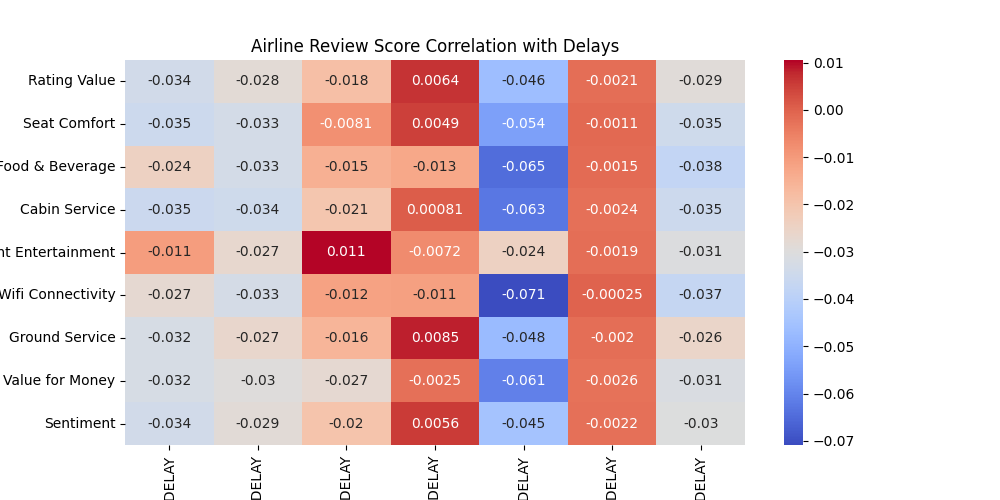 Airline Review Score Correlation with Delays
Rating Value -0.034 -0.028 -0.018 0.0064 -0.046 -0.0021 -0.029
Seat Comfort -0.035 -0.033 -0.0081 0.0049 -0.054 -0.0011 -0.035
Food & Beverage -0.024 -0.033 -0.015 -0.013 -0.065 -0.0015 -0.038
Cabin Service -0.035 -0.034 -0.021 0.00081 -0.063 -0.0024 -0.035
nt Entertainment -0.011 -0.027 0.011 -0.0072 -0.024 -0.0019 -0.031
Wifi Connectivity -0.027 -0.033 -0.012 -0.011 -0.071 -0.00025 -0.037
Ground Service -0.032 -0.027 -0.016 0.0085 -0.048 -0.002 -0.026
Value for Money -0.032 -0.03 -0.027 -0.0025 -0.061 -0.0026 -0.031
Sentiment -0.034 -0.029 -0.02 0.0056 -0.045 -0.0022 -0.03
DELAY DELAY DELAY DELAY DELAY DELAY DELAY
0.01
0.00
−0.01
−0.02
−0.03
−0.04
−0.05
−0.06
−0.07